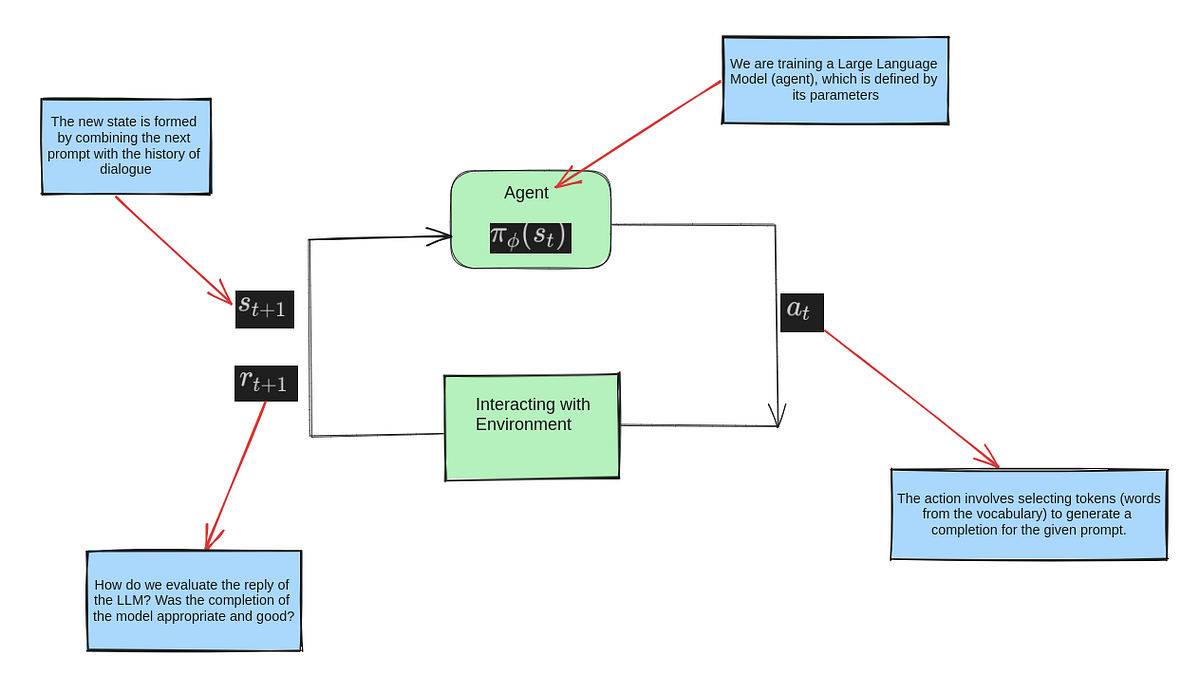 We are training a Large Language
Model (agent), which is defined by
its parameters
The new state is formed
by combining the next
prompt with the history of
dialogue
Agent
π_ϕ(s_t)
s_{t+1}
a_t
r_{t+1}
Interacting with
Environment
The action involves selecting tokens (words
from the vocabulary) to generate a
completion for the given prompt.
How do we evaluate the reply of
the LLM? Was the completion of
the model appropriate and good?